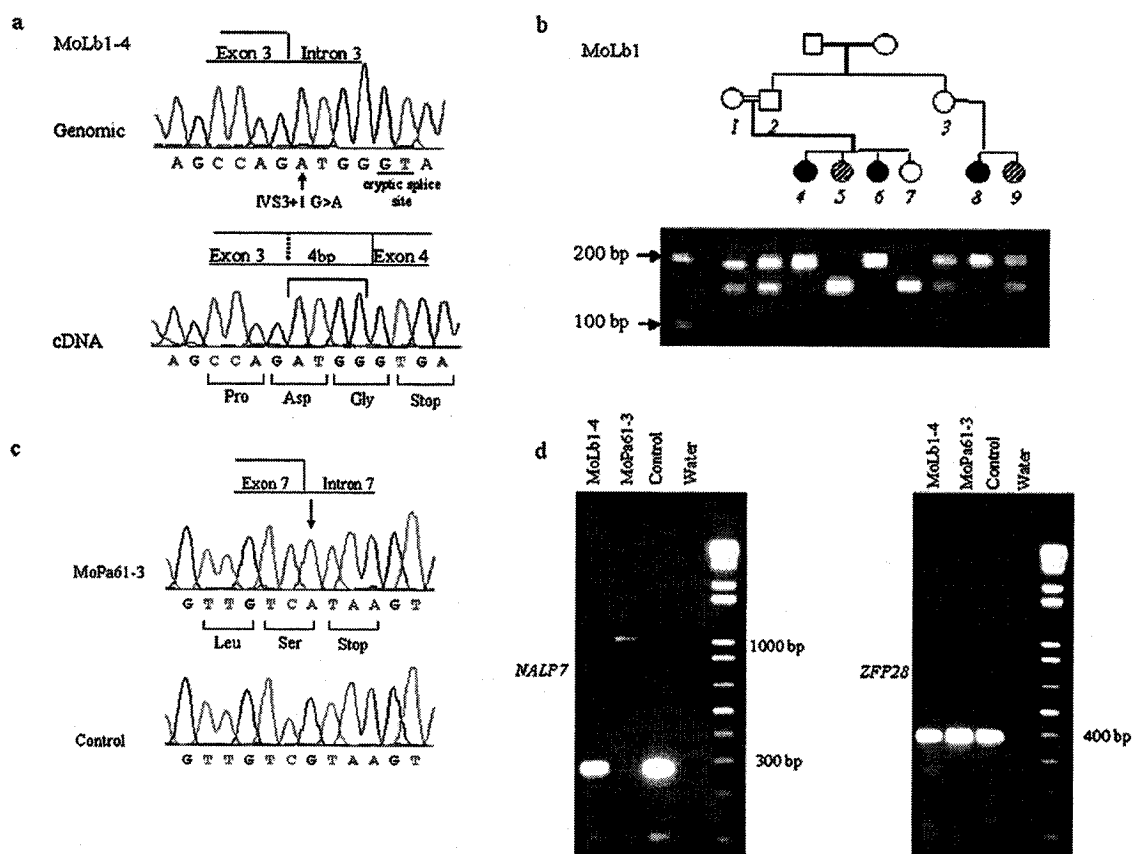 a
MoLb1-4
Exon 3 Intron 3
Genomic
A G C C A G A T G G G T A
IVS3+1 G>A
cryptic splice
site
Exon 3 4bp Exon 4
cDNA
A G C C A G A T G G G T G A
Pro Asp Gly Stop
b
MoLb1
1 2 3
4 5 6 7 8 9
200 bp
100 bp
c
Exon 7 Intron 7
MoPa61-3
G T T G T C A T A A G T
Leu Ser Stop
Control
G T T G T C G T A A G T
d
MoLb1-4
MoPa61-3
Control
Water
NALP7
1000 bp
300 bp
MoLb1-4
MoPa61-3
Control
Water
ZFP28
400 bp